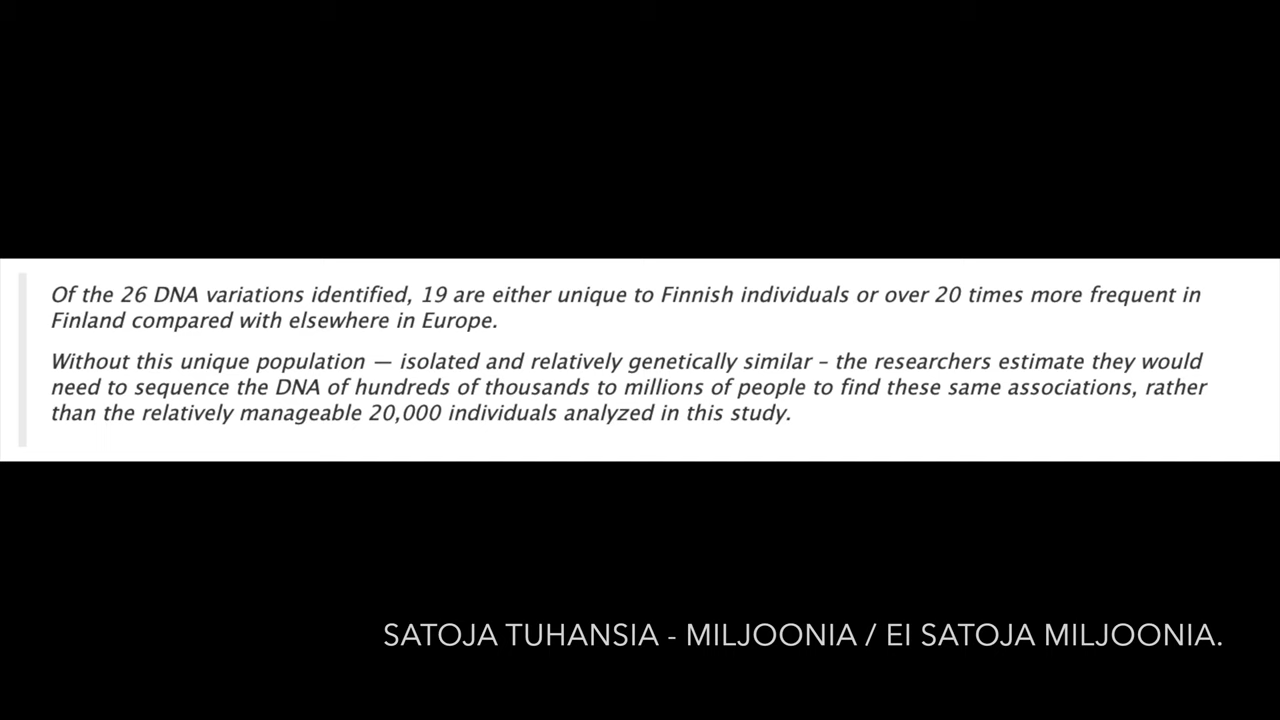 Of the 26 DNA variations identified, 19 are either unique to Finnish individuals or over 20 times more frequent in
Finland compared with elsewhere in Europe.
Without this unique population — isolated and relatively genetically similar – the researchers estimate they would
need to sequence the DNA of hundreds of thousands to millions of people to find these same associations, rather
than the relatively manageable 20,000 individuals analyzed in this study.
SATOJA TUHANSIA - MILJOONIA / EI SATOJA MILJOONIA.